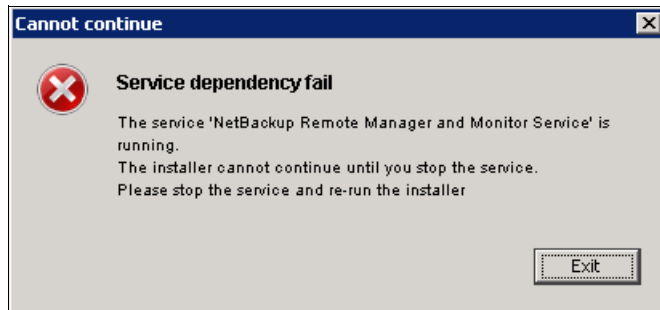 Cannot continue
Service dependency fail
The service 'NetBackup Remote Manager and Monitor Service' is
running.
The installer cannot continue until you stop the service.
Please stop the service and re-run the installer
Exit